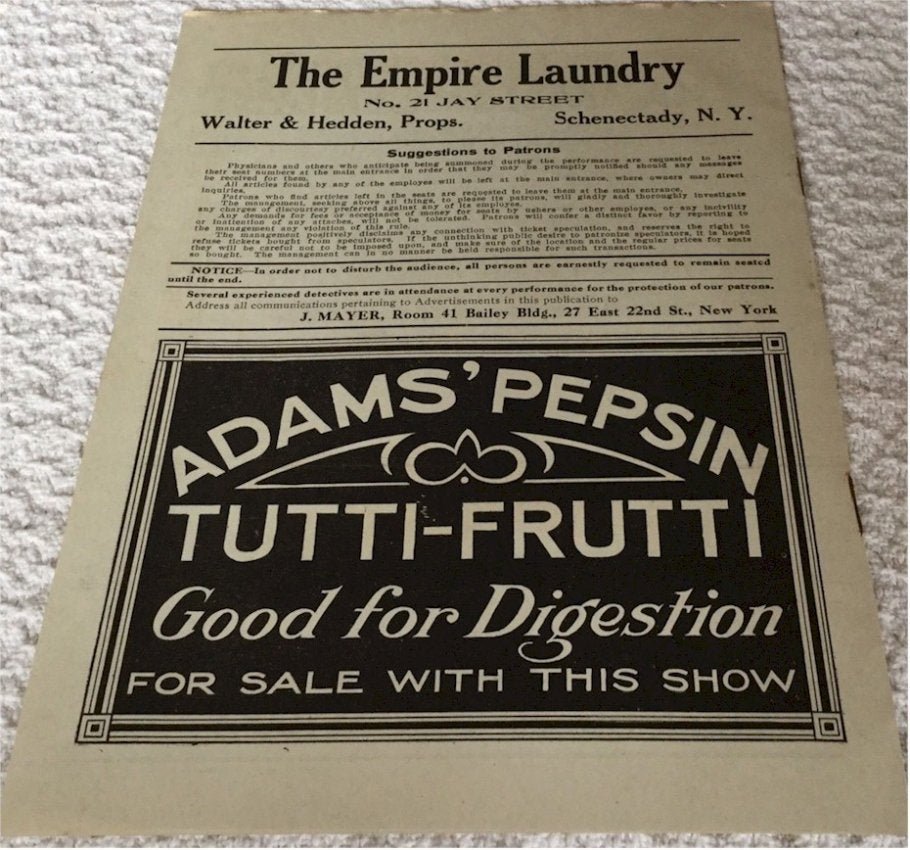 The Empire Laundry
No. 21 JAY STREET
Walter & Hedden, Props. Schenectady, N. Y.
Suggestions to Patrons
Physicians and others who anticipate being summoned during the performance are requested to leave
their seat numbers at the main entrance in order that they may be promptly notified should any messages
be received for them.
All articles found by any of the employes will be left at the main entrance, where owners may direct
inquiries.
Patrons who find articles left in the seats are requested to leave them at the main entrance.
The management, seeking above all things, to please its patrons, will gladly and thoroughly investigate
any charges of discourtesy preferred against any of its employes.
Any demands for fees or acceptance of money for seats by ushers or other employes, or any incivility
or inattention of any attaches, will not be tolerated. Patrons will confer a distinct favor by reporting to
the management any violation of this rule.
The management positively disclaims any connection with ticket speculation, and reserves the right to
refuse tickets bought from speculators. If the unthinking public desire to patronize speculators, it is hoped
they will be careful not to be imposed upon, and make sure of the location and the regular prices for seats
so bought. The management can in no manner be held responsible for such transactions.
NOTICE—In order not to disturb the audience, all persons are earnestly requested to remain seated
until the end.
Several experienced detectives are in attendance at every performance for the protection of our patrons.
Address all communications pertaining to Advertisements in this publication to
J. MAYER, Room 41 Bailey Bldg., 27 East 22nd St., New York
ADAMS' PEPSIN
TUTTI-FRUTTI
Good for Digestion
FOR SALE WITH THIS SHOW